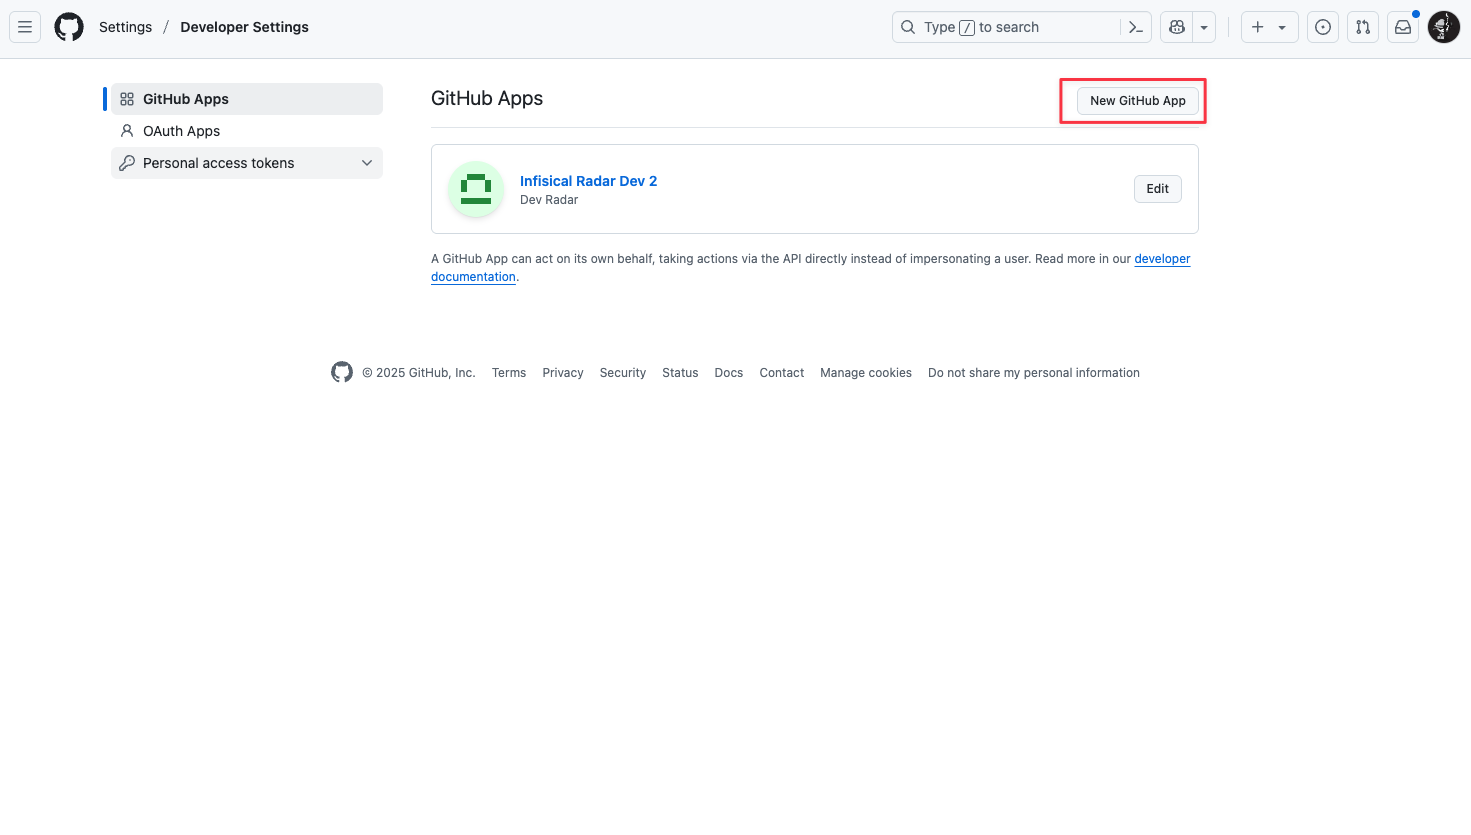 Settings / Developer Settings
Type / to search
GitHub Apps
OAuth Apps
Personal access tokens
GitHub Apps
New GitHub App
Infisical Radar Dev 2
Dev Radar
Edit
A GitHub App can act on its own behalf, taking actions via the API directly instead of impersonating a user. Read more in our developer
documentation.
© 2025 GitHub, Inc. Terms Privacy Security Status Docs Contact Manage cookies Do not share my personal information